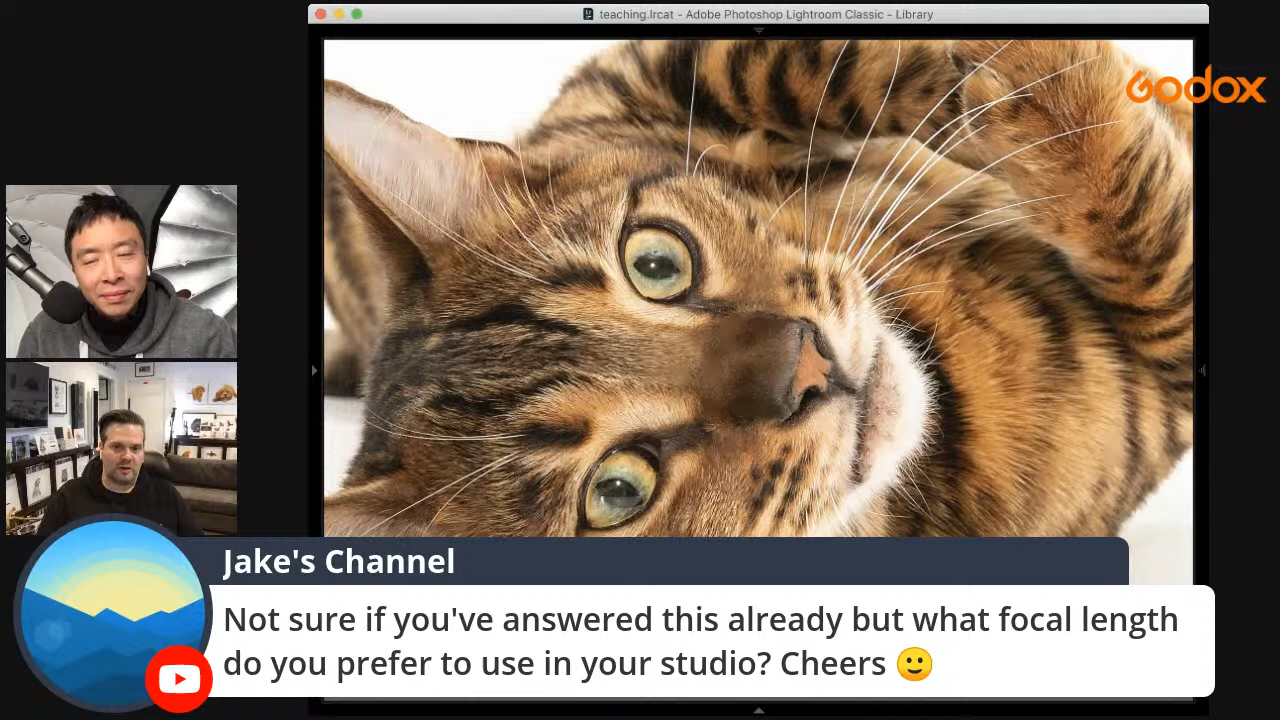 teaching.lrcat - Adobe Photoshop Lightroom Classic - Library
Godox
Jake's Channel
Not sure if you've answered this already but what focal length
do you prefer to use in your studio? Cheers 🙂